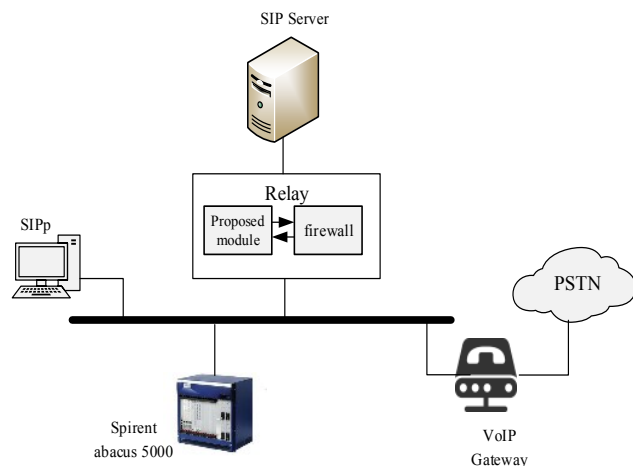 SIP Server
Relay
Proposed
module
firewall
SIPp
PSTN
Spirent
abacus 5000
VoIP
Gateway